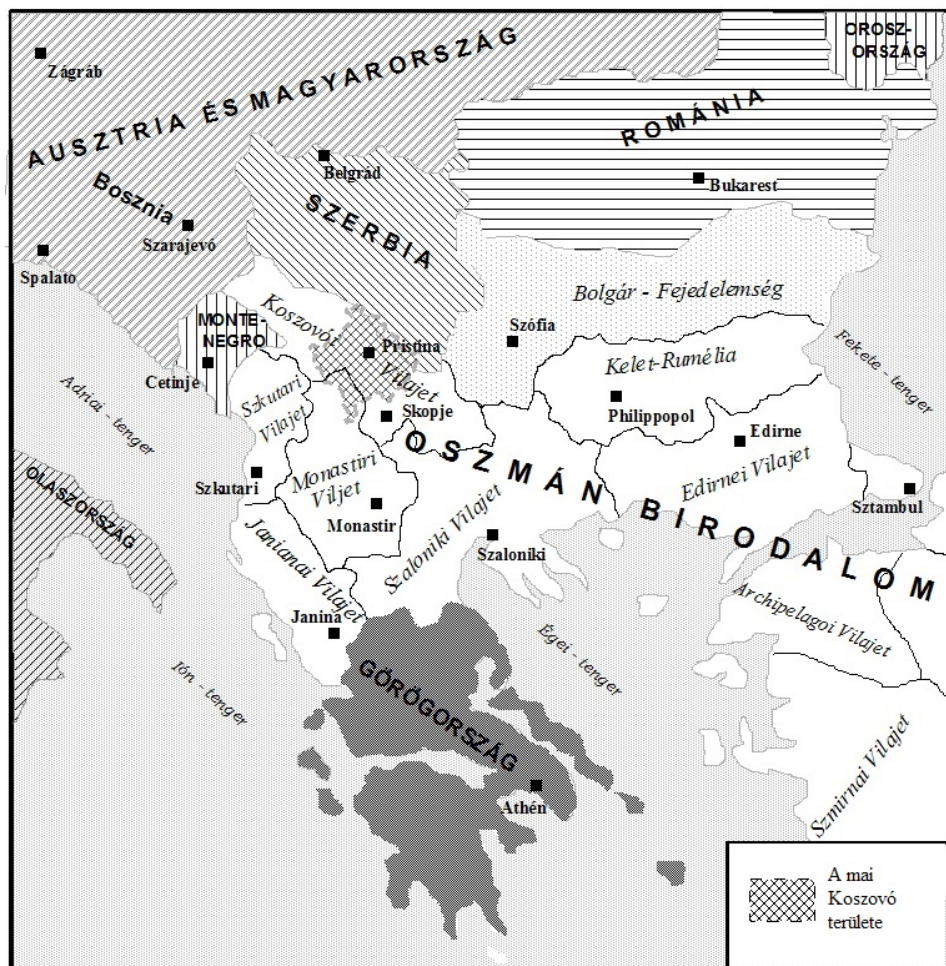 OROSZ-
ORSZÁG
Zágráb
AUSZTRIA ÉS MAGYARORSZÁG
ROMÁNIA
Belgrád
Bukarest
Bosznia
SZERBIA
Szarajevó
Spalato
Koszovói
Vilajet
Bolgár - Fejedelemség
MONTE-
NEGRO
Szófia
Pristina
Kelet-Rumélia
Fekete - tenger
Cetinje
Szkutari
Vilajet
Adriai - tenger
Skopje
Philippopol
OSZMÁN BIRODALOM
Edirne
Monastiri
Viljet
Edirnei Vilajet
OLASZORSZÁG
Szkutari
Monastir
Sztambul
Szaloniki Vilajet
Szaloniki
Janianai Vilajet
Janina
Archipelagoi Vilajet
Égei - tenger
Jón - tenger
GÖRÖGORSZÁG
Athén
Szmirnai Vilajet
A mai
Koszovó
területe